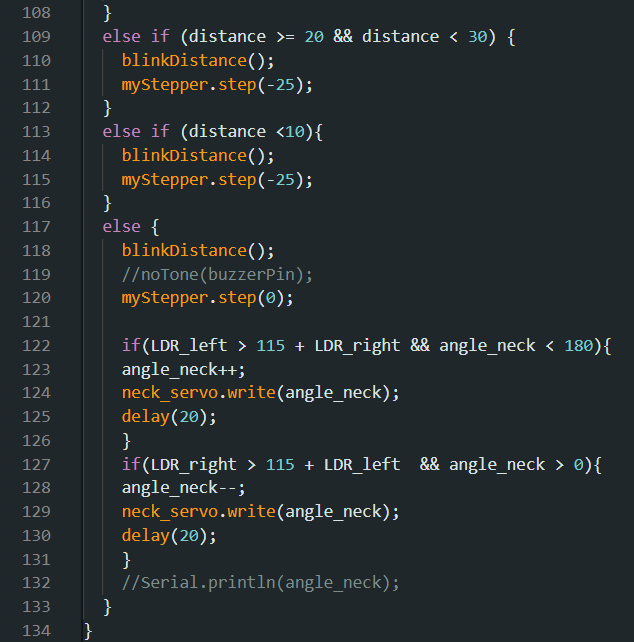 108 }
109 else if (distance >= 20 && distance < 30) {
110 blinkDistance();
111 myStepper.step(-25);
112 }
113 else if (distance <10){
114 blinkDistance();
115 myStepper.step(-25);
116 }
117 else {
118 blinkDistance();
119 //noTone(buzzerPin);
120 myStepper.step(0);
121
122 if(LDR_left > 115 + LDR_right && angle_neck < 180){
123 angle_neck++;
124 neck_servo.write(angle_neck);
125 delay(20);
126 }
127 if(LDR_right > 115 + LDR_left  && angle_neck > 0){
128 angle_neck--;
129 neck_servo.write(angle_neck);
130 delay(20);
131 }
132 //Serial.println(angle_neck);
133 }
134 }